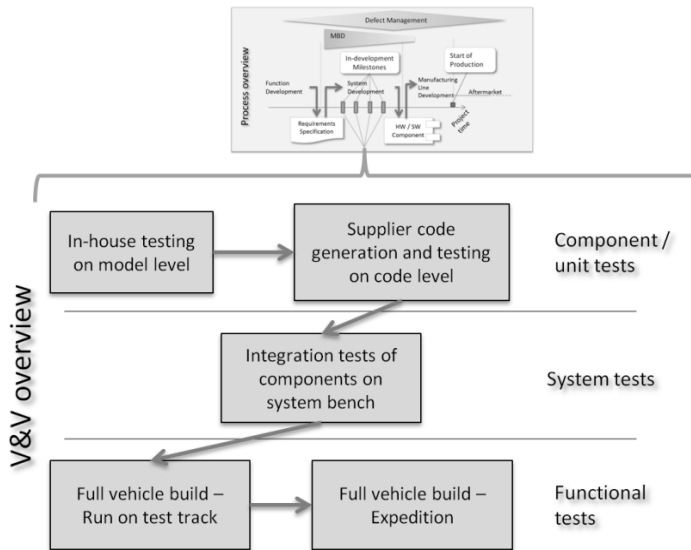 Defect Management
MBD
Process overview
In-development
Milestones
Start of
Production
Function
Development
System
Development
Manufacturing
Line
Development
Aftermarket
Requirements
Specification
HW / SW
Component
Project
time
V&V overview
In-house testing
on model level
Supplier code
generation and testing
on code level
Component /
unit tests
Integration tests of
components on
system bench
System tests
Full vehicle build –
Run on test track
Full vehicle build –
Expedition
Functional
tests